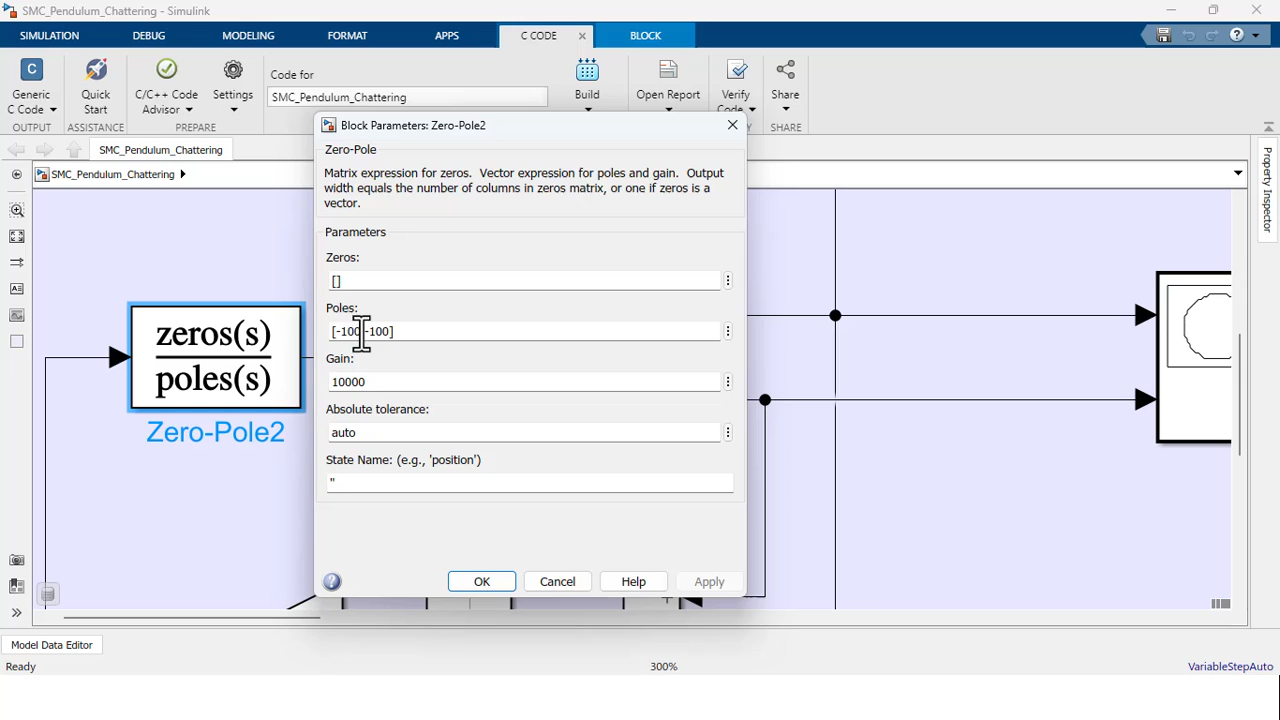 SMC_Pendulum_Chattering - Simulink
SIMULATION DEBUG MODELING FORMAT APPS C CODE BLOCK
Code for
SMC_Pendulum_Chattering
C
Generic C Code
Quick Start
C/C++ Code Advisor
Settings
Build
Open Report
Verify Code
Share
OUTPUT ASSISTANCE PREPARE SHARE
SMC_Pendulum_Chattering
SMC_Pendulum_Chattering
Block Parameters: Zero-Pole2
Zero-Pole
Matrix expression for zeros. Vector expression for poles and gain. Output
width equals the number of columns in zeros matrix, or one if zeros is a
vector.
Parameters
Zeros:
[]
Poles:
[-100 -100]
Gain:
10000
Absolute tolerance:
auto
State Name: (e.g., 'position')
''
OK Cancel Help Apply
zeros(s)
poles(s)
Zero-Pole2
Property Inspector
Model Data Editor
Ready 300% VariableStepAuto